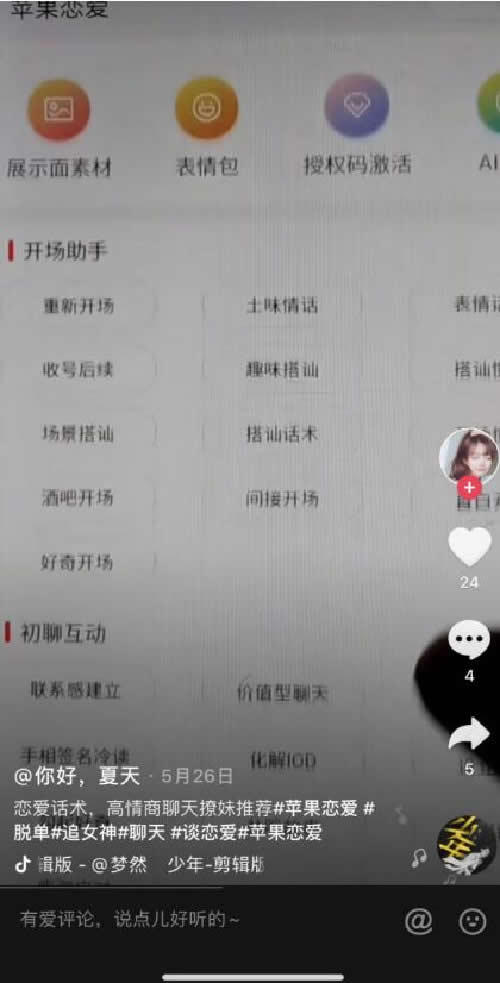 苹果恋爱
展示面素材 表情包 授权码激活 AI
开场助手
重新开场 土味情话 表情
收号后续 趣味搭讪 搭讪
场景搭讪 搭讪话术
酒吧开场 间接开场
好奇开场
24
初聊互动
联系感建立 价值型聊天
4
手相签名冷读 化解IOD
5
@你好，夏天 · 5月26日
恋爱话术，高情商聊天撩妹推荐#苹果恋爱 #
脱单#追女神#聊天 #谈恋爱#苹果恋爱
辑版 - @梦然 少年-剪辑版
有爱评论，说点儿好听的~